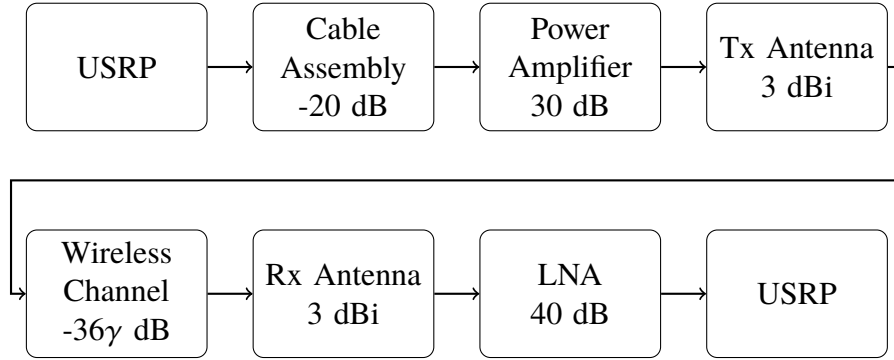 USRP
Cable
Assembly
-20 dB
Power
Amplifier
30 dB
Tx Antenna
3 dBi
Wireless
Channel
-36γ dB
Rx Antenna
3 dBi
LNA
40 dB
USRP